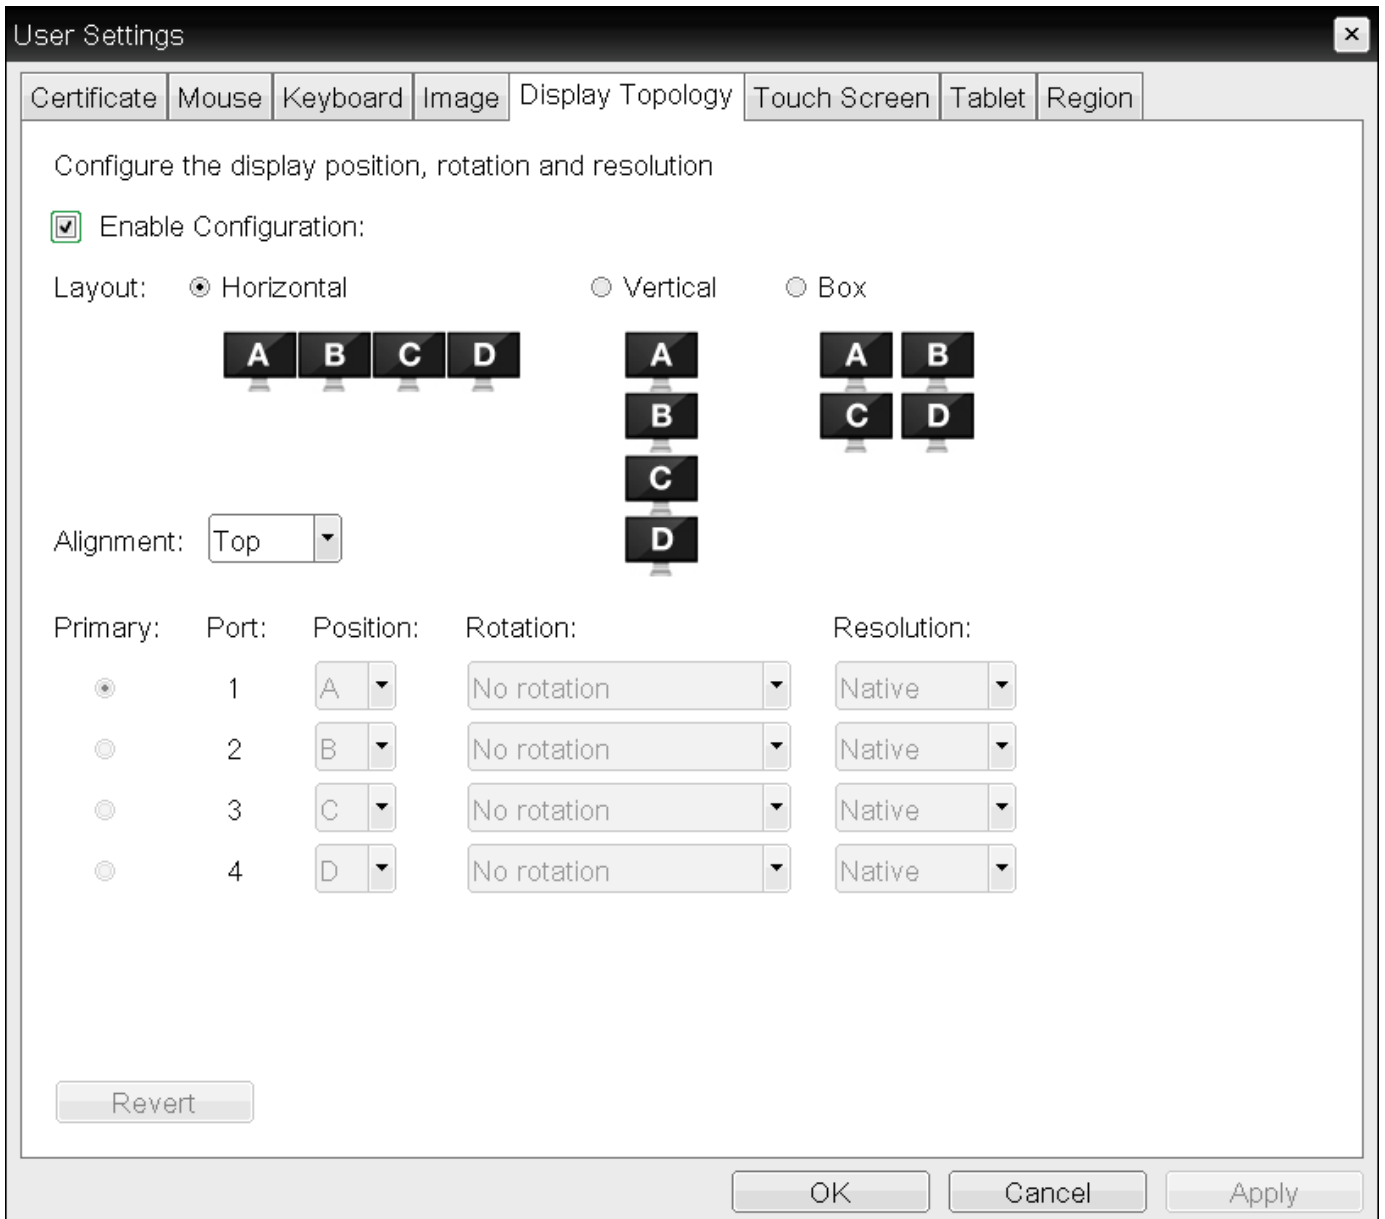 User Settings
Certificate Mouse Keyboard Image Display Topology Touch Screen Tablet Region
Configure the display position, rotation and resolution
Enable Configuration:
Layout: Horizontal Vertical Box
A B C D A A B
B C D
C
Alignment: Top D
Primary: Port: Position: Rotation: Resolution:
1 A No rotation Native
2 B No rotation Native
3 C No rotation Native
4 D No rotation Native
Revert
OK Cancel Apply